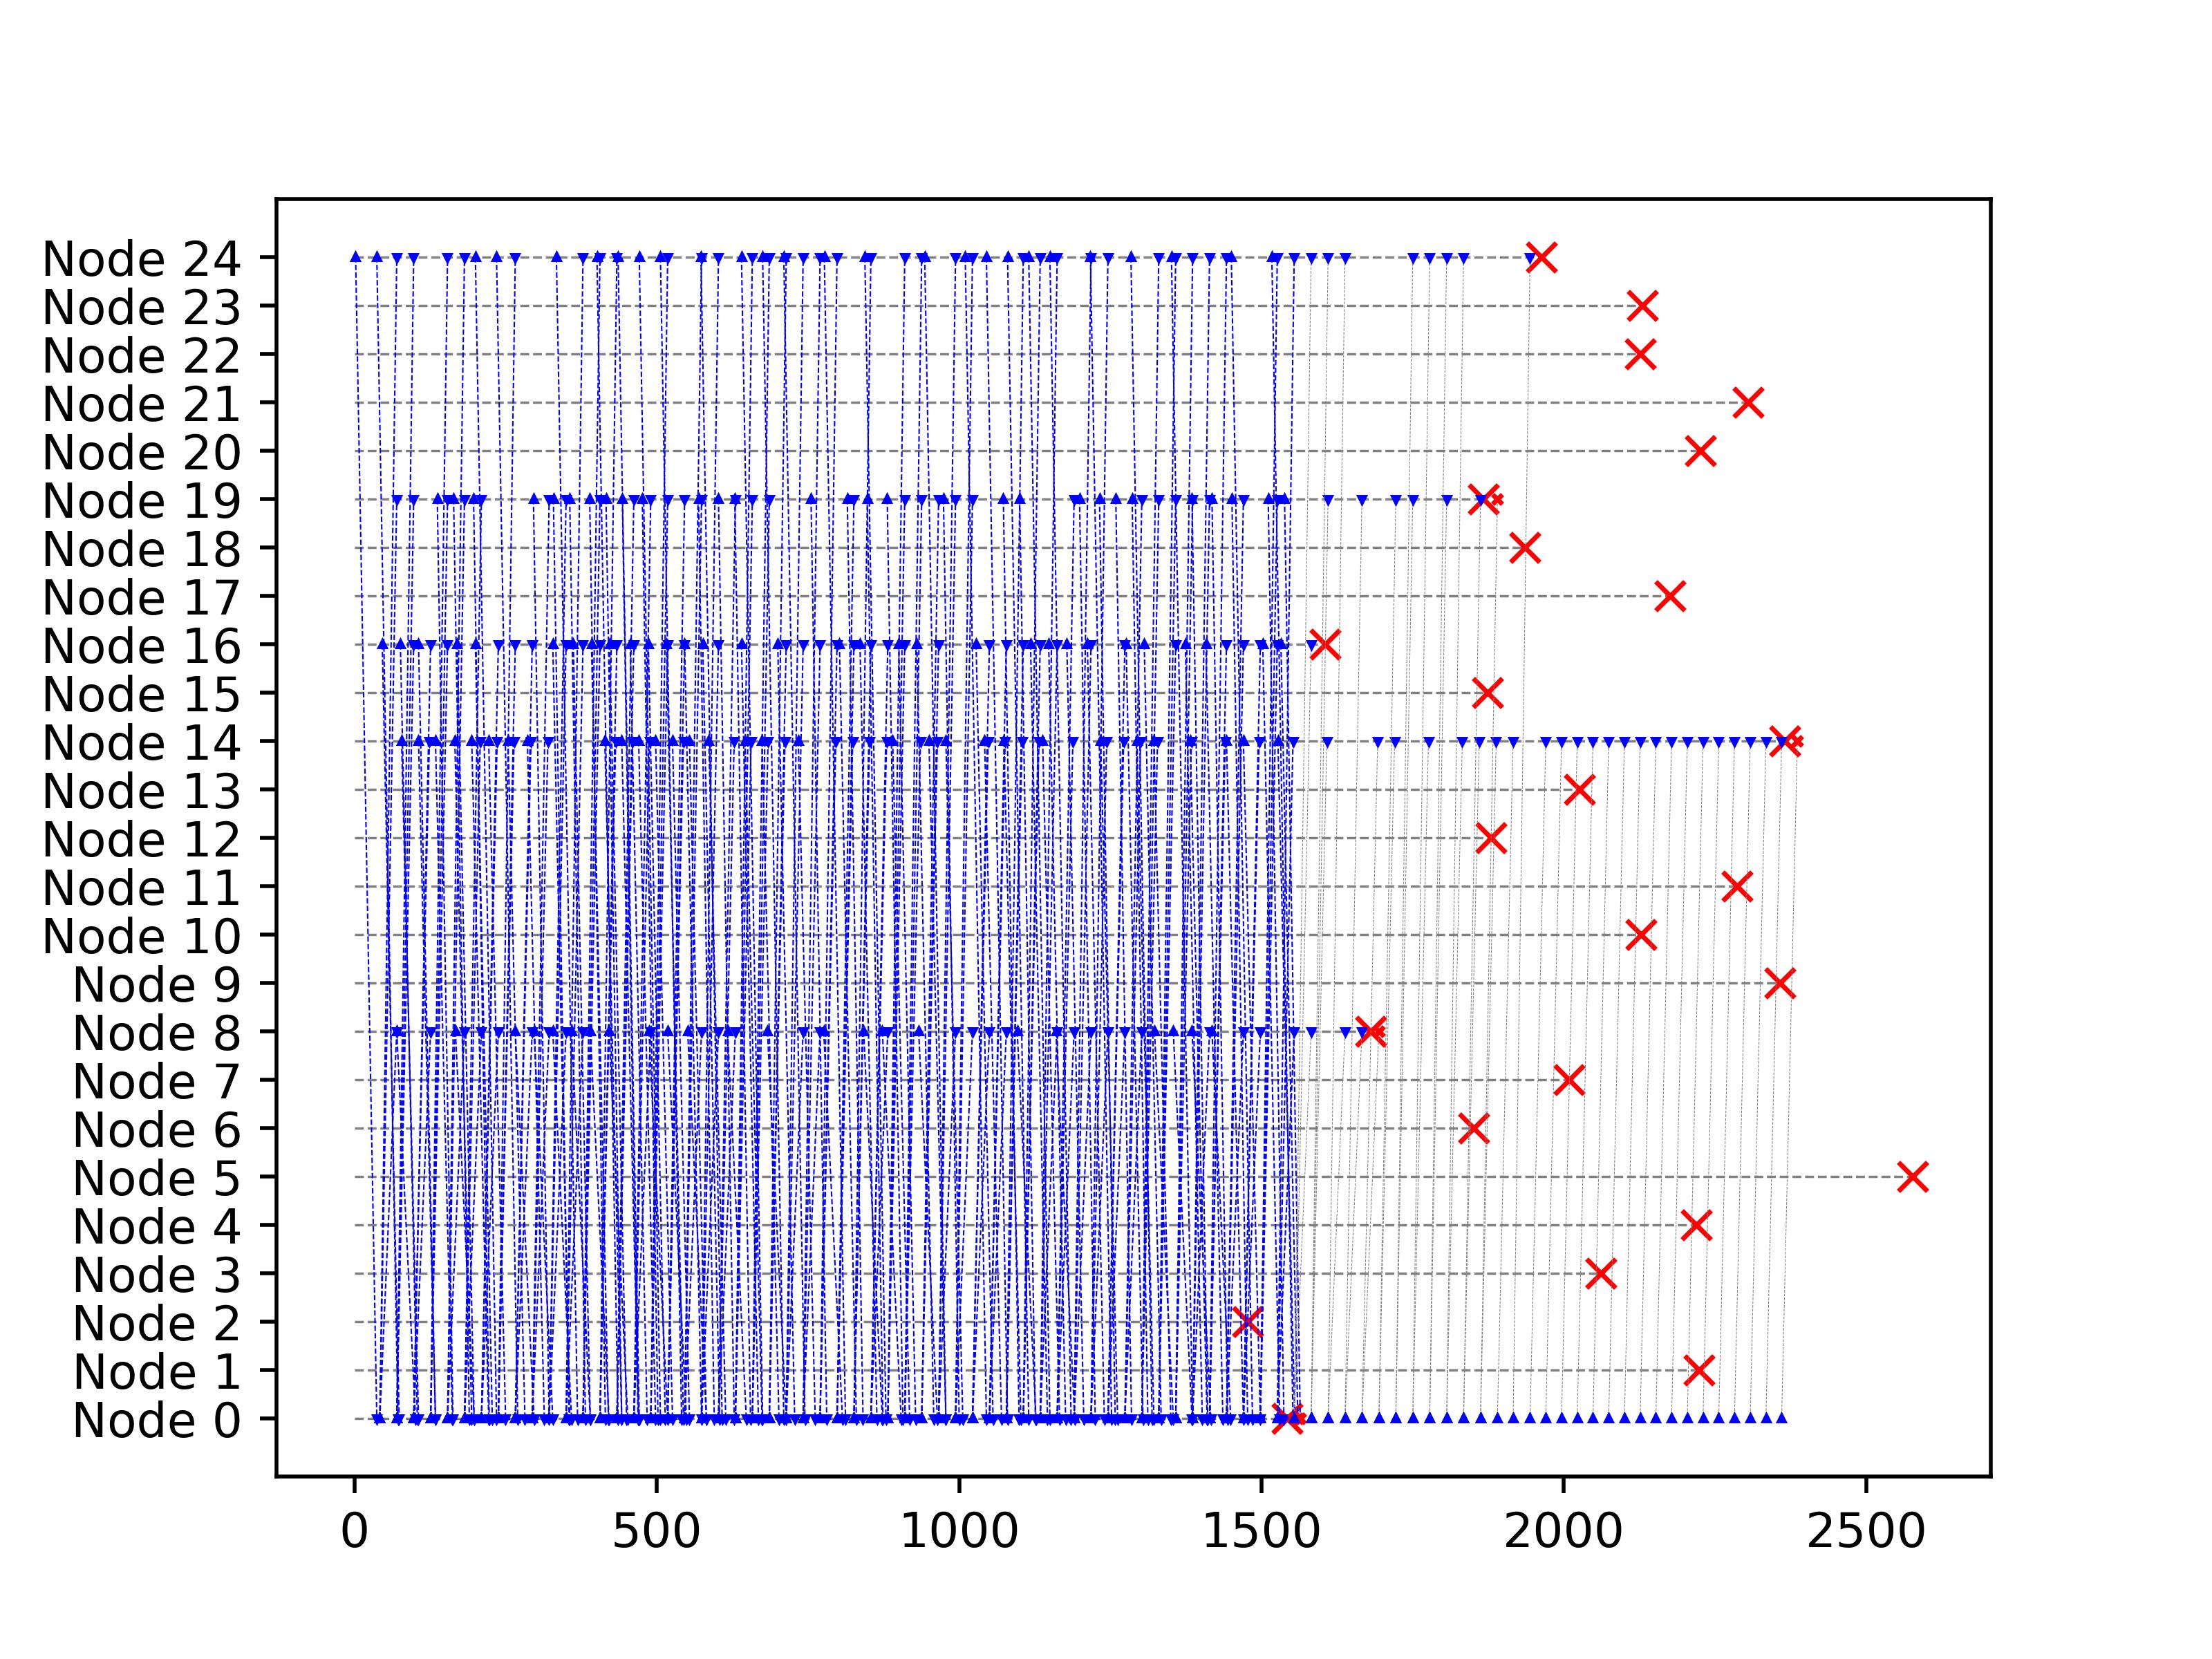 Node 24
Node 23
Node 22
Node 21
Node 20
Node 19
Node 18
Node 17
Node 16
Node 15
Node 14
Node 13
Node 12
Node 11
Node 10
Node 9
Node 8
Node 7
Node 6
Node 5
Node 4
Node 3
Node 2
Node 1
Node 0
0 500 1000 1500 2000 2500